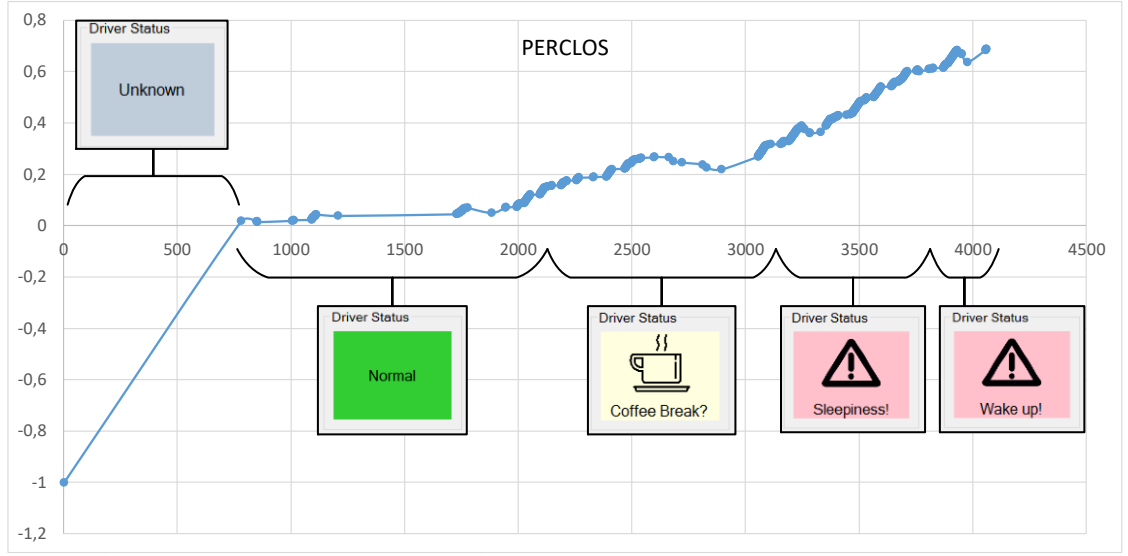 PERCLOS
0,8
0,6
0,4
0,2
0
-0,2
-0,4
-0,6
-0,8
-1
-1,2
0 500 1000 1500 2000 2500 3000 3500 4000 4500
Driver Status
Unknown
Driver Status
Normal
Driver Status
Coffee Break?
Driver Status
Sleepiness!
Driver Status
Wake up!